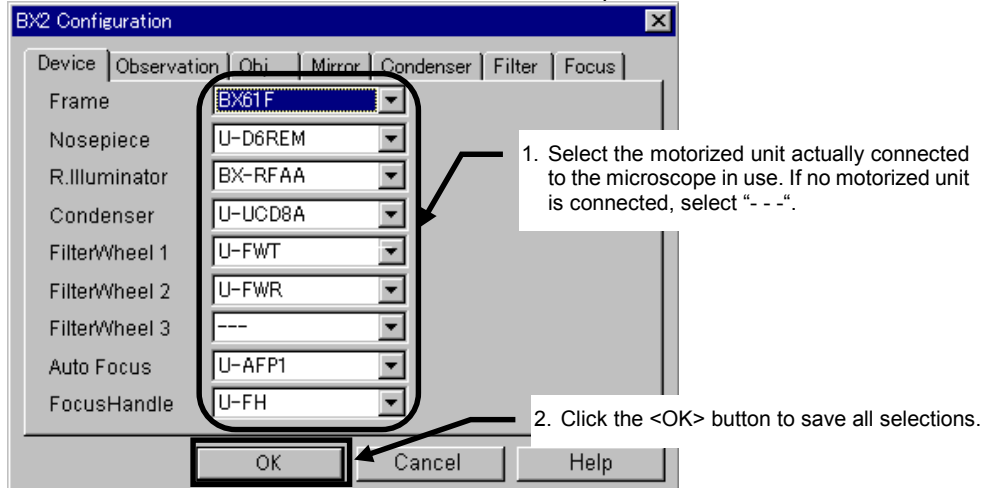 BX2 Configuration
Device Observation Obj Mirror Condenser Filter Focus
Frame BX61F
Nosepiece U-D6REM
R.Illuminator BX-RFAA
Condenser U-UCD8A
FilterWheel 1 U-FWT
FilterWheel 2 U-FWR
FilterWheel 3 ---
Auto Focus U-AFP1
FocusHandle U-FH
1. Select the motorized unit actually connected
to the microscope in use. If no motorized unit
is connected, select “- - -“.
2. Click the <OK> button to save all selections.
OK Cancel Help